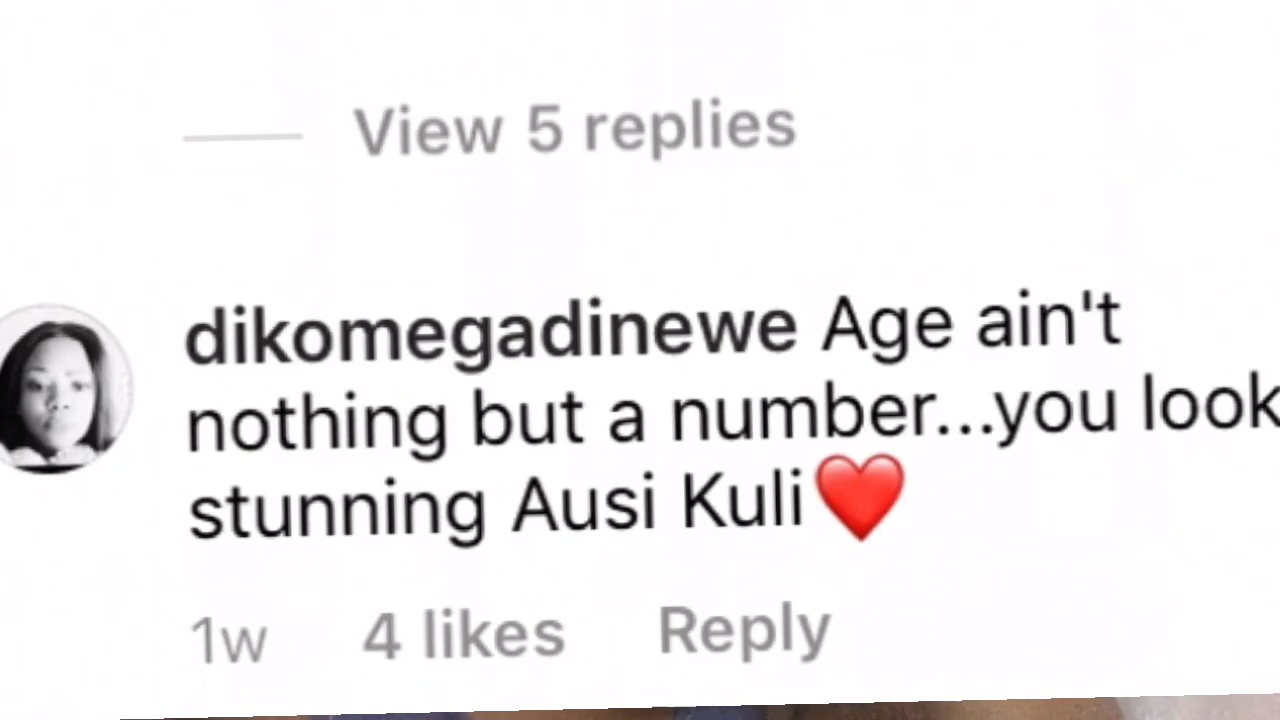 View 5 replies
dikomegadinewe Age ain't
nothing but a number...you look
stunning Ausi Kuli❤️
1w 4 likes Reply